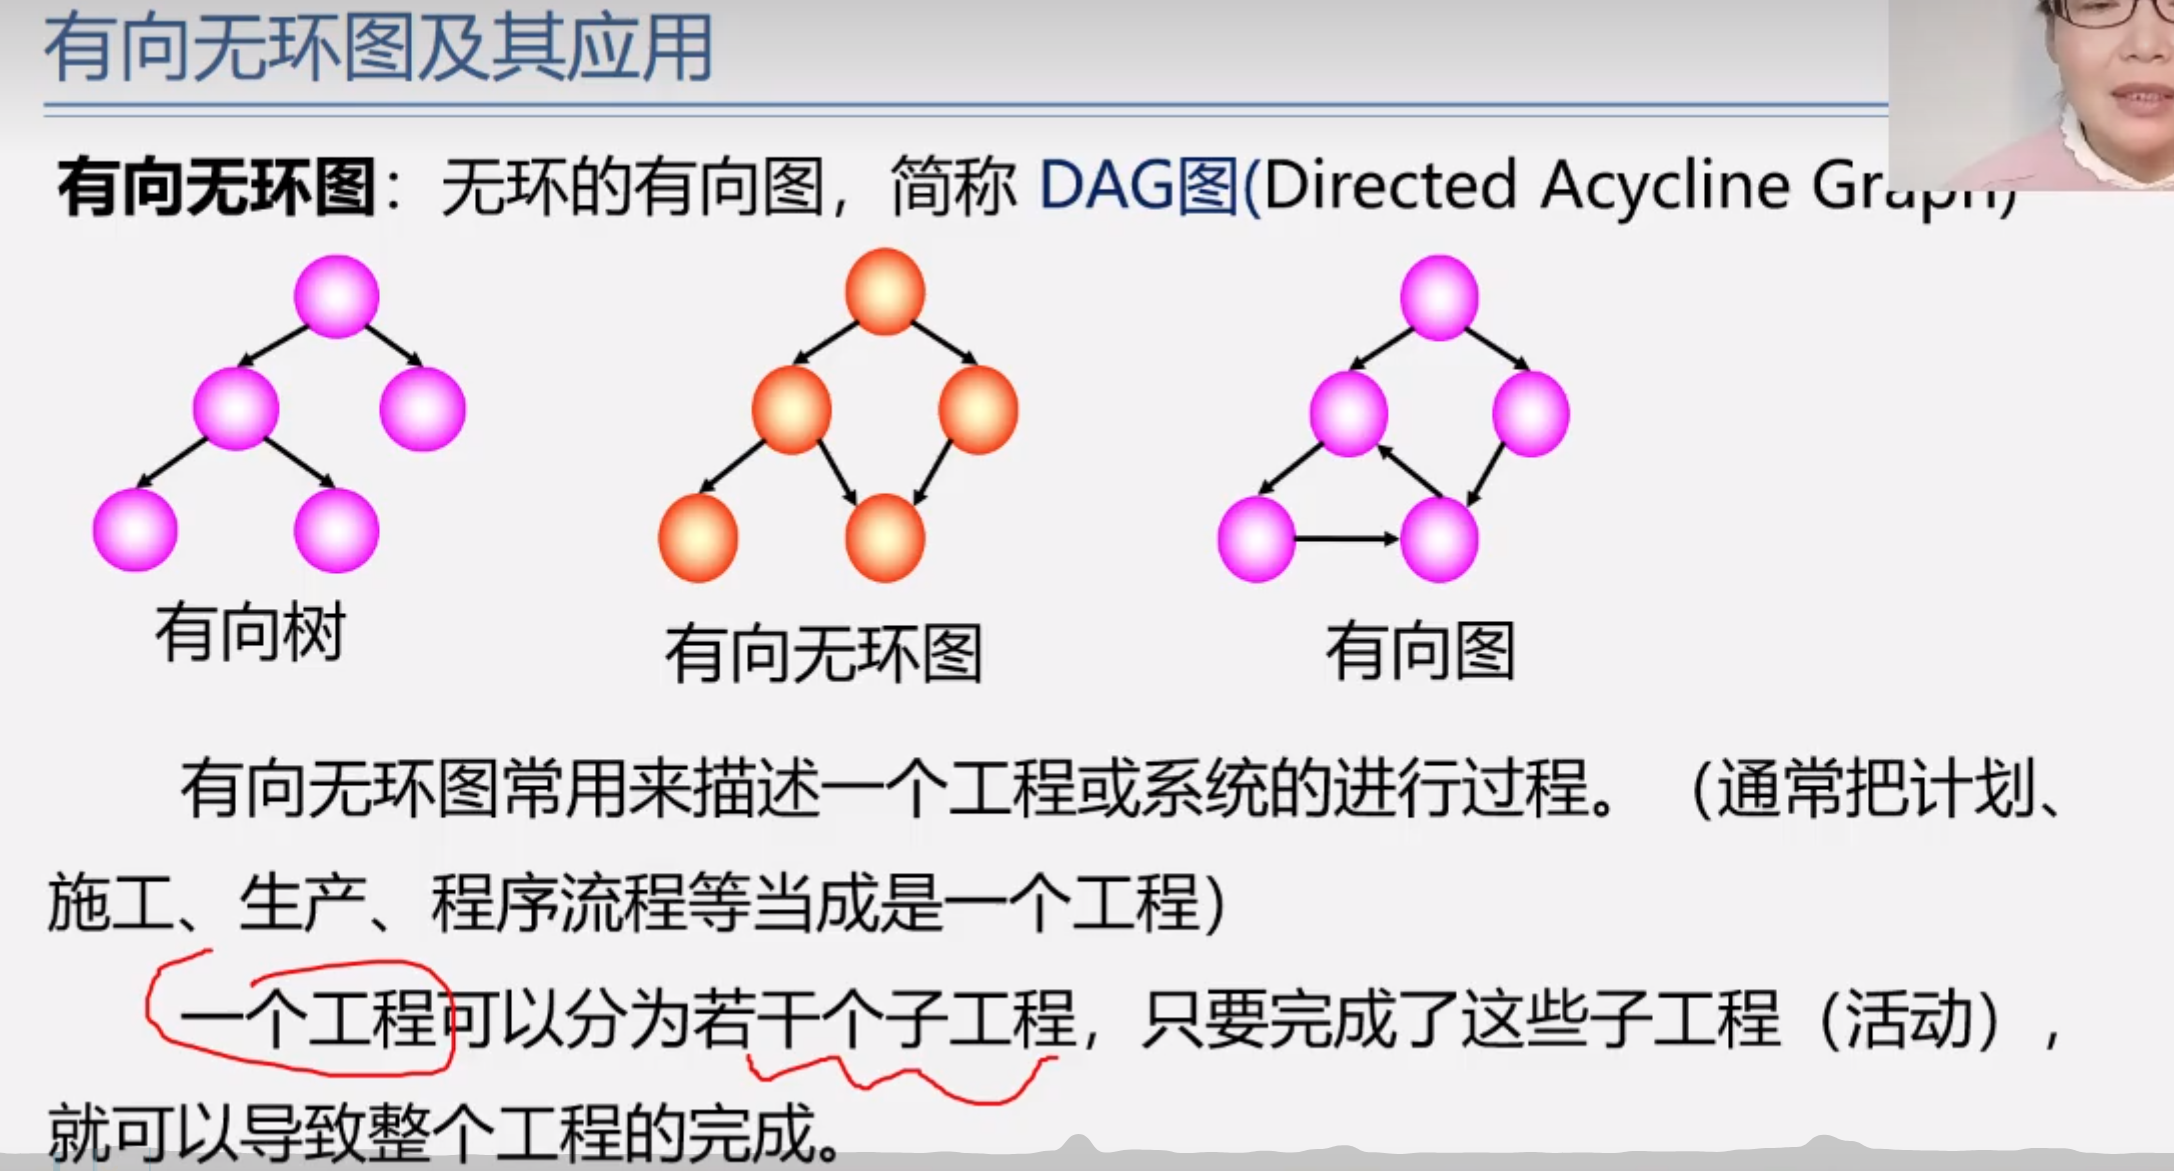 有向无环图及其应用
有向无环图：无环的有向图，简称 DAG图(Directed Acycline Graph)
有向树
有向无环图
有向图
有向无环图常用来描述一个工程或系统的进行过程。（通常把计划、
施工、生产、程序流程等当成是一个工程）
一个工程可以分为若干个子工程，只要完成了这些子工程（活动），
就可以导致整个工程的完成。